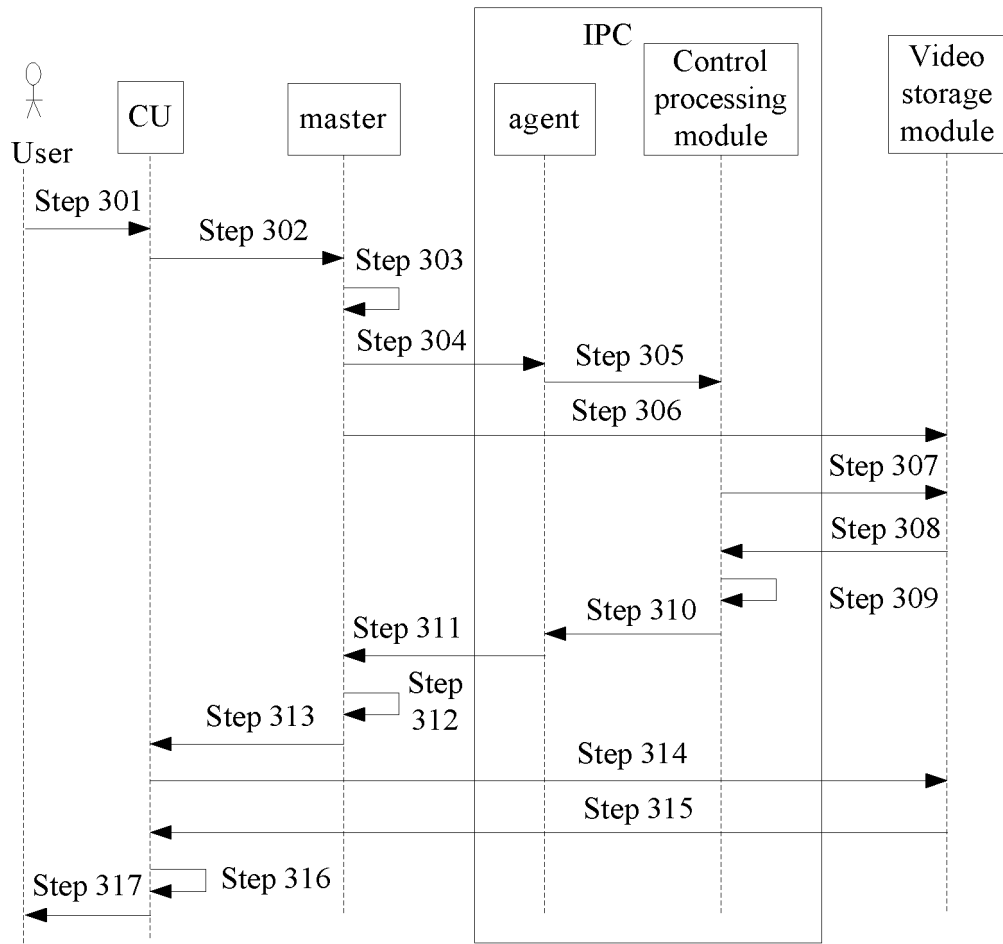 IPC
User
CU
master
agent
Control
processing
module
Video
storage
module
Step 301
Step 302
Step 303
Step 304
Step 305
Step 306
Step 307
Step 308
Step 309
Step 310
Step 311
Step
312
Step 313
Step 314
Step 315
Step 316
Step 317